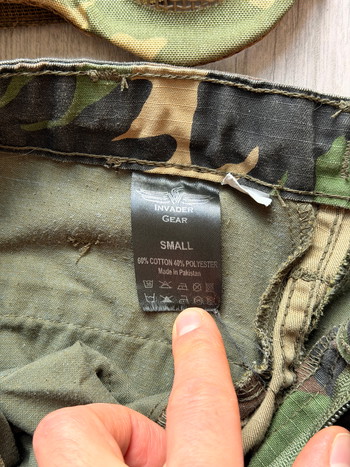 INVADER
GEAR
SMALL
60% COTTON 40% POLYESTER
Made in Pakistan